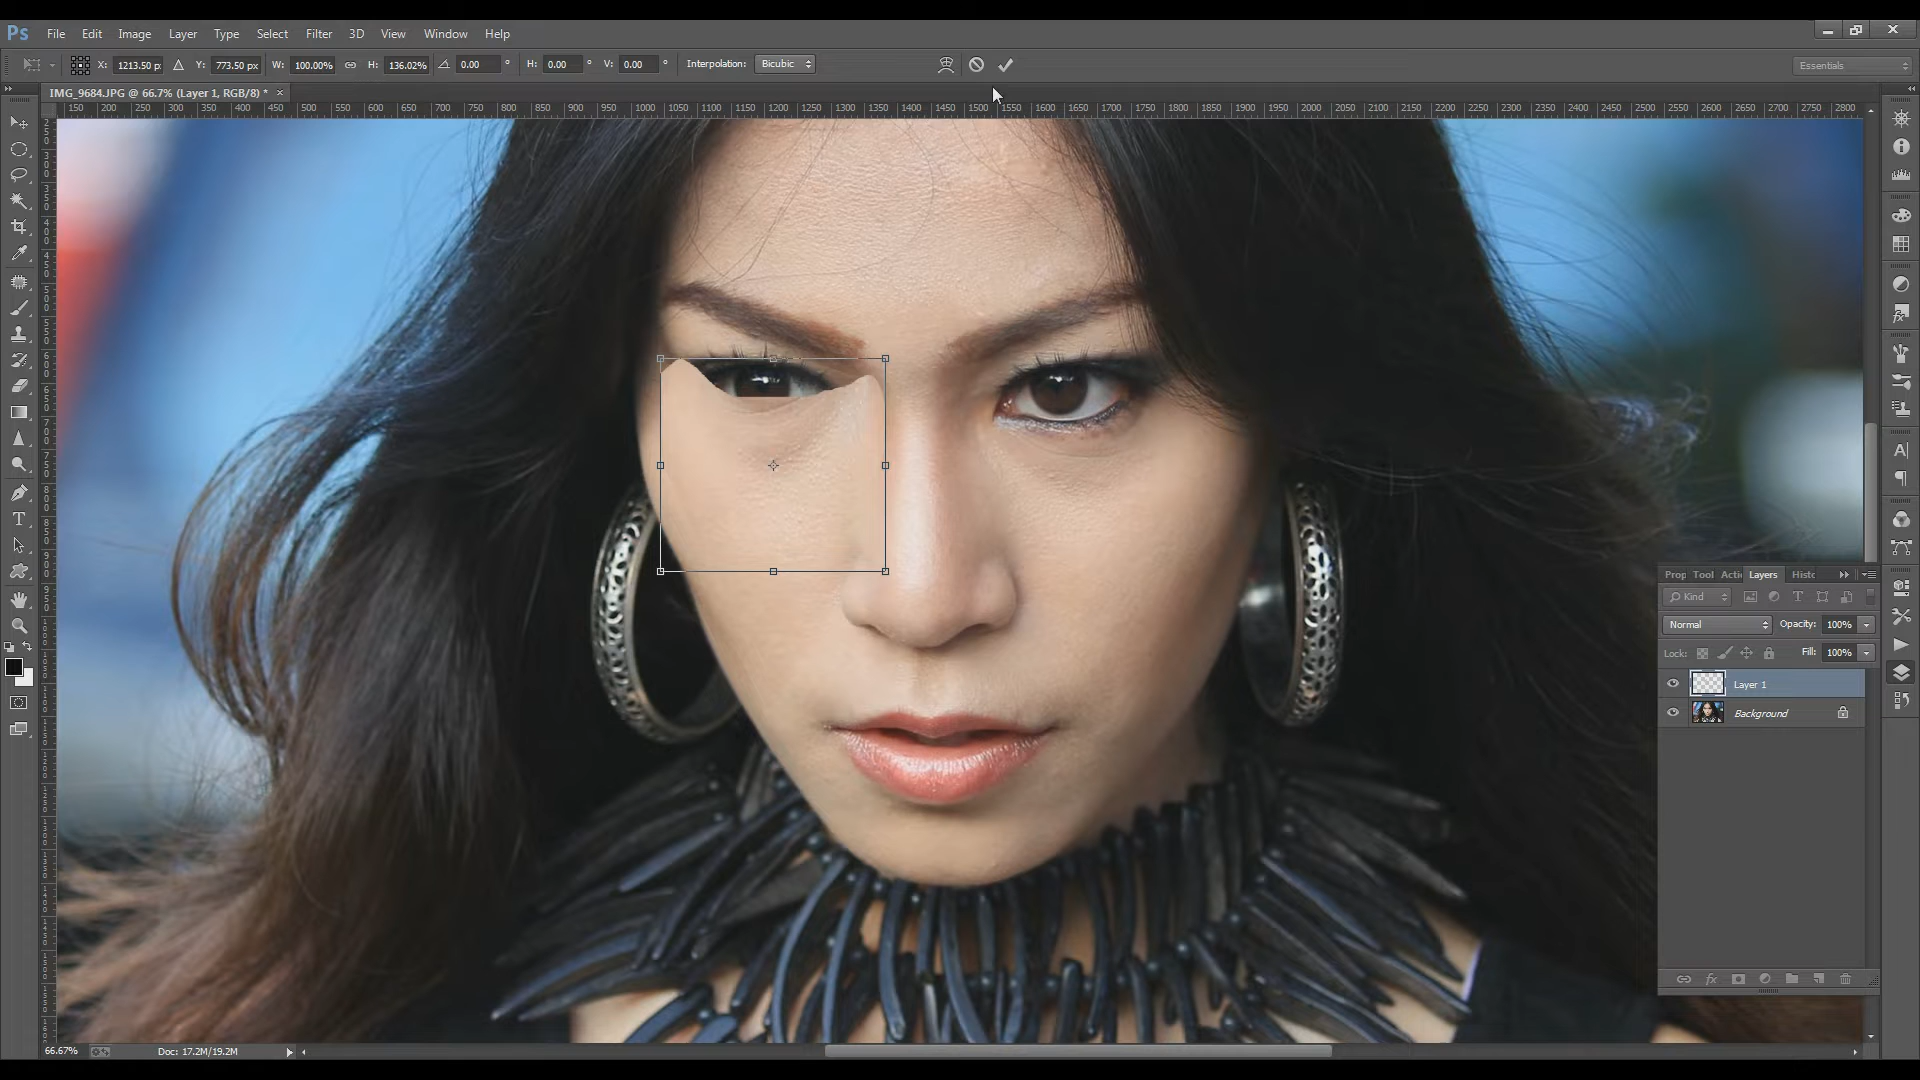 Ps File Edit Image Layer Type Select Filter 3D View Window Help
X: 1213.50 p: Y: 773.50 px W: 100.00% H: 136.02% 0.00 ° H: 0.00 ° V: 0.00 ° Interpolation: Bicubic Essentials
IMG_9684.JPG @ 66.7% (Layer 1, RGB/8) * ×
150 200 250 300 350 400 450 500 550 600 650 700 750 800 850 900 950 1000 1050 1100 1150 1200 1250 1300 1350 1400 1450 1500 1550 1600 1650 1700 1750 1800 1850 1900 1950 2000 2050 2100 2150 2200 2250 2300 2350 2400 2450 2500 2550 2600 2650 2700 2750 2800
Prop Tool Acti Layers Histo
Kind
Normal Opacity: 100%
Lock: Fill: 100%
Layer 1
Background
66.67% Doc: 17.2M/19.2M